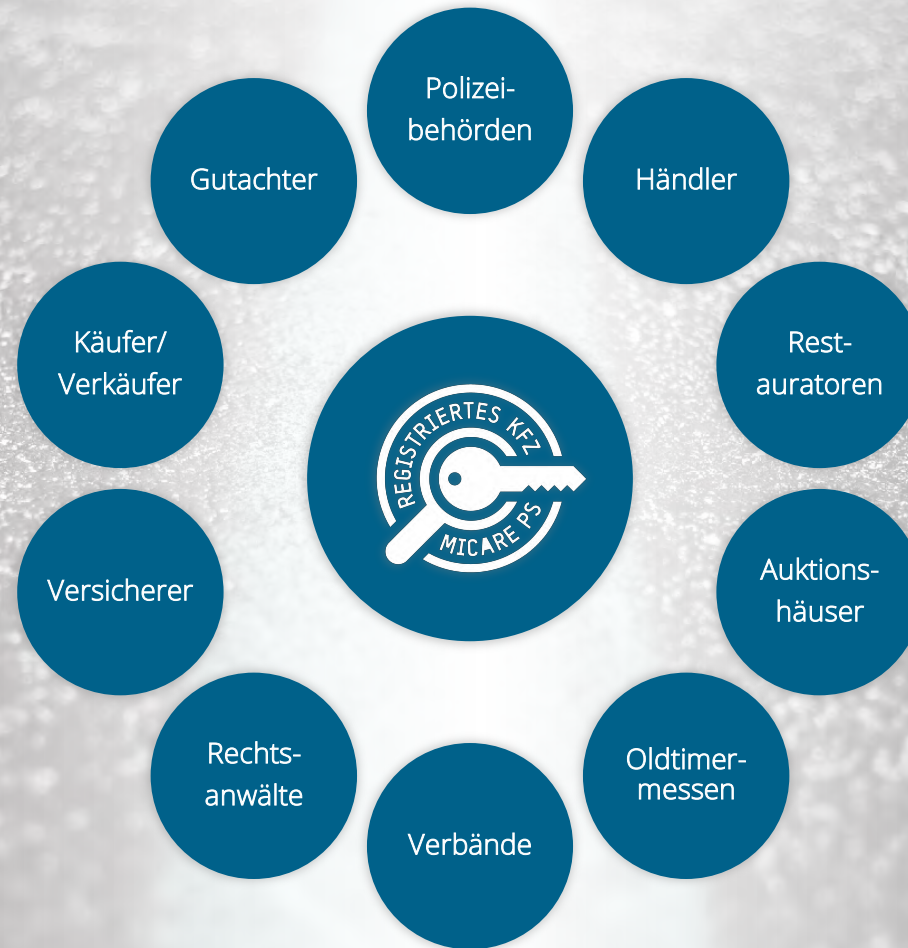 Polizei-
behörden
Händler
Rest-
auratoren
Auktions-
häuser
Oldtimer-
messen
Verbände
Rechts-
anwälte
Versicherer
Käufer/
Verkäufer
Gutachter
REGISTRIERTES KFZ
MICARE PS